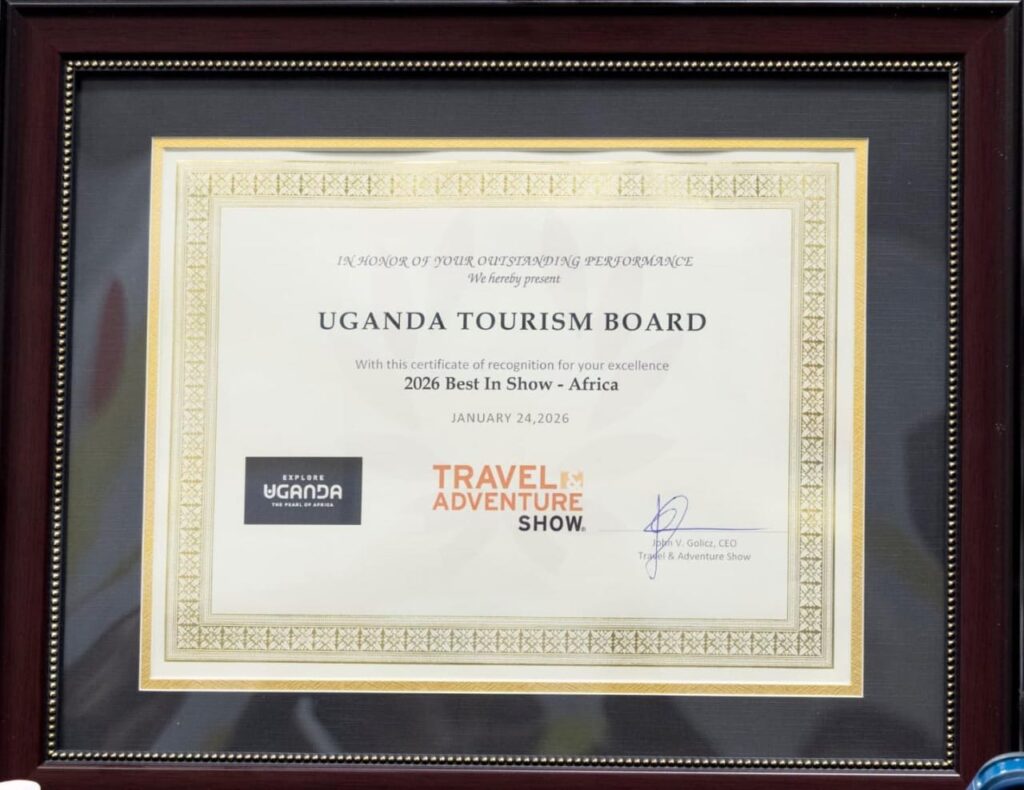 IN HONOR OF YOUR OUTSTANDING PERFORMANCE
We hereby present
UGANDA TOURISM BOARD
With this certificate of recognition for your excellence
2026 Best In Show - Africa
JANUARY 24,2026
EXPLORE
UGANDA
THE PEARL OF AFRICA
TRAVEL &
ADVENTURE
SHOW®
John V. Golicz, CEO
Travel & Adventure Show